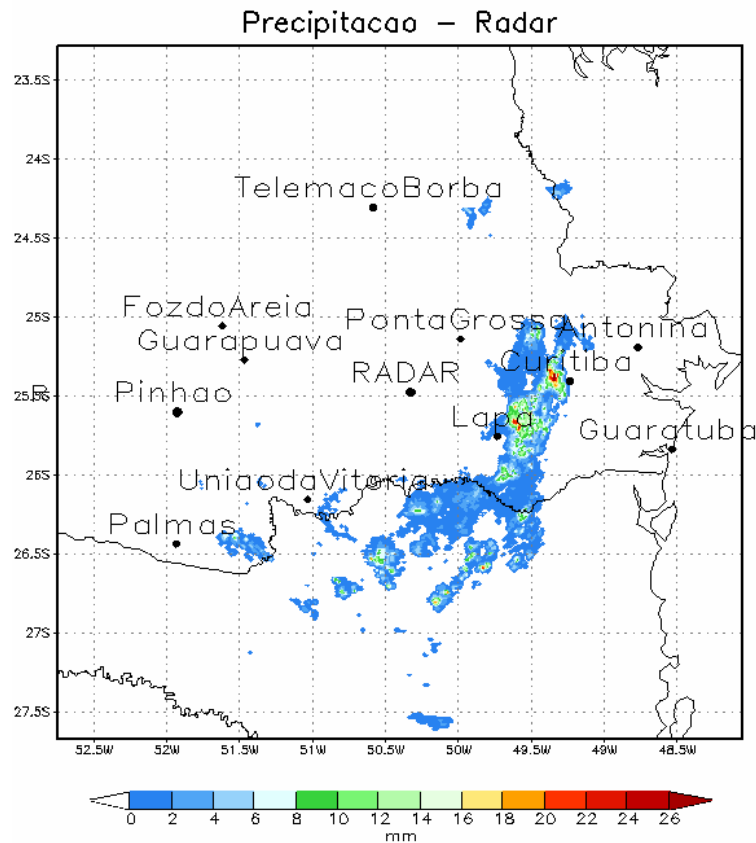 Precipitacao – Radar
23.5S
24S
TelemacoBorba
24.5S
25S
FozdoAreia
PontaGrossa
Antonina
Guarapuava
Curitiba
RADAR
25.5S
R
Pinhao
Lapa
Guaratuba
26S
UniaodaVitoria
Palmas
26.5S
27S
27.5S
52.5W 52W 51.5W 51W 50.5W 50W 49.5W 49W 48.5W
0 2 4 6 8 10 12 14 16 18 20 22 24 26
mm